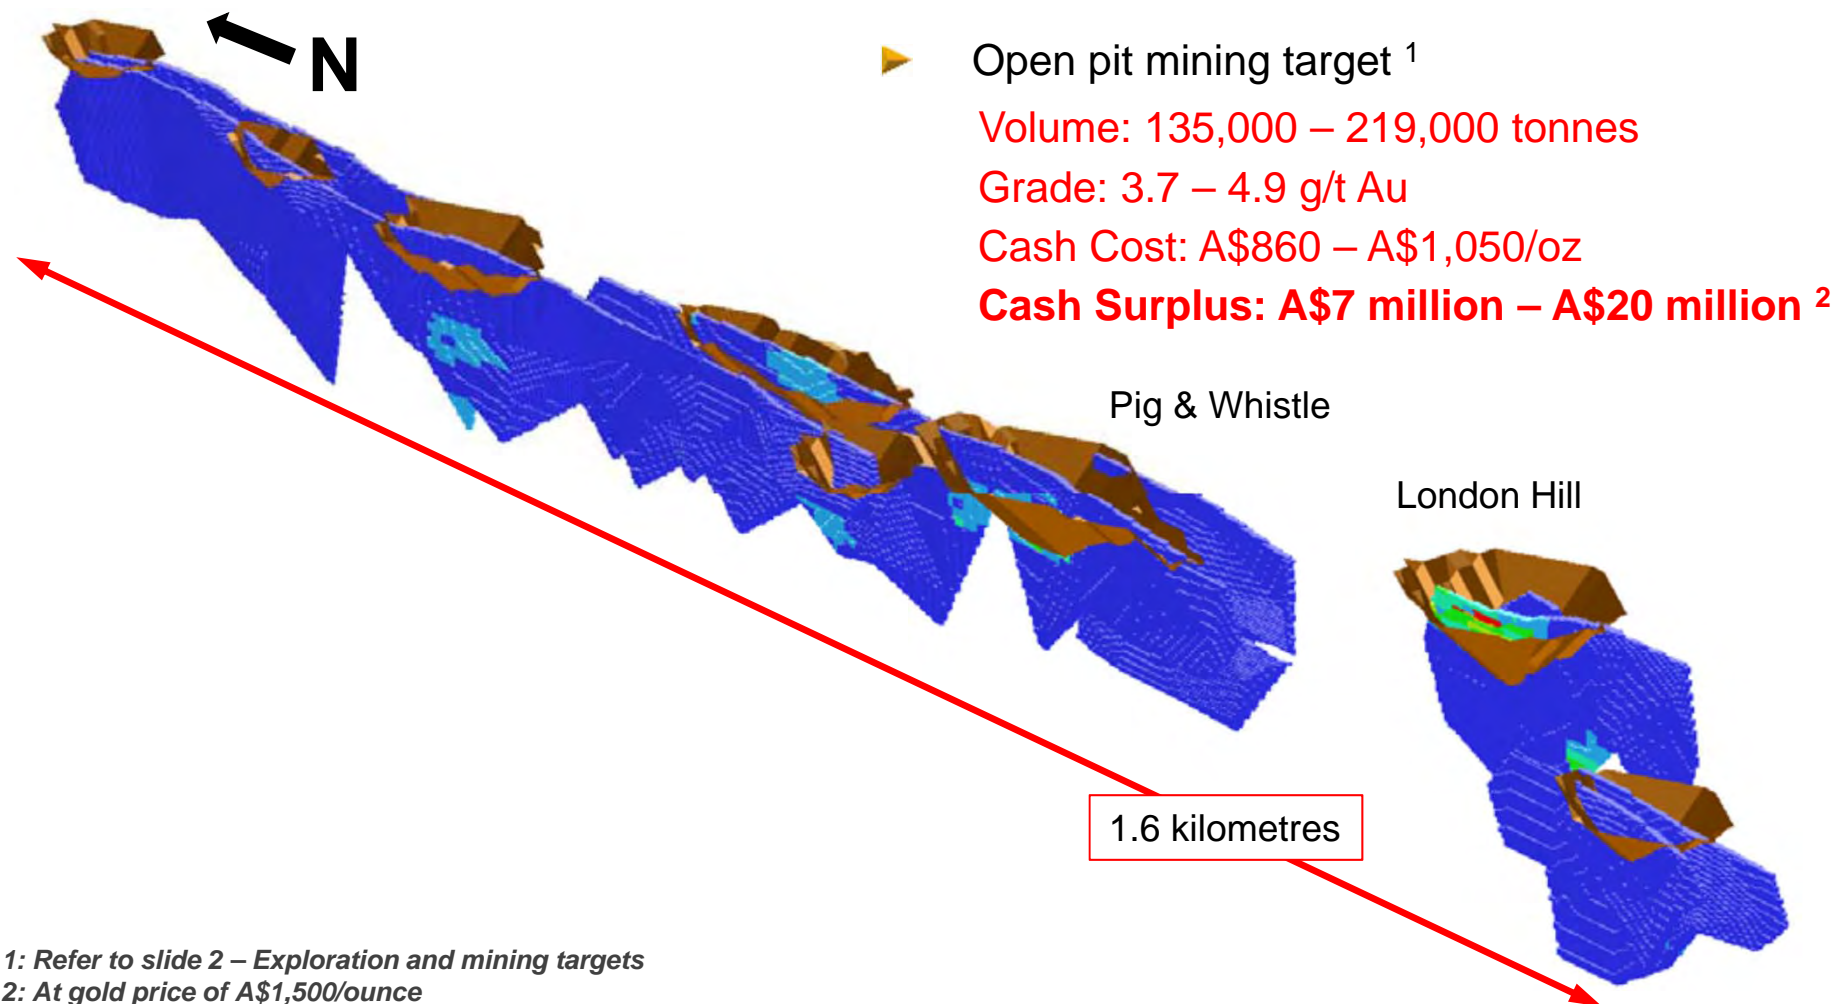 N
Open pit mining target ¹
Volume: 135,000 – 219,000 tonnes
Grade: 3.7 – 4.9 g/t Au
Cash Cost: A$860 – A$1,050/oz
Cash Surplus: A$7 million – A$20 million ²
Pig & Whistle
London Hill
1.6 kilometres
1: Refer to slide 2 – Exploration and mining targets
2: At gold price of A$1,500/ounce